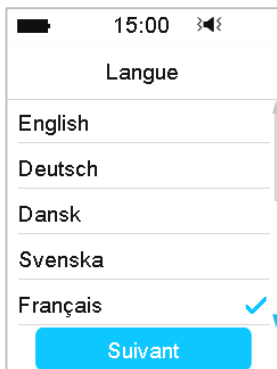 15:00
Langue
English
Deutsch
Dansk
Svenska
Français
Suivant